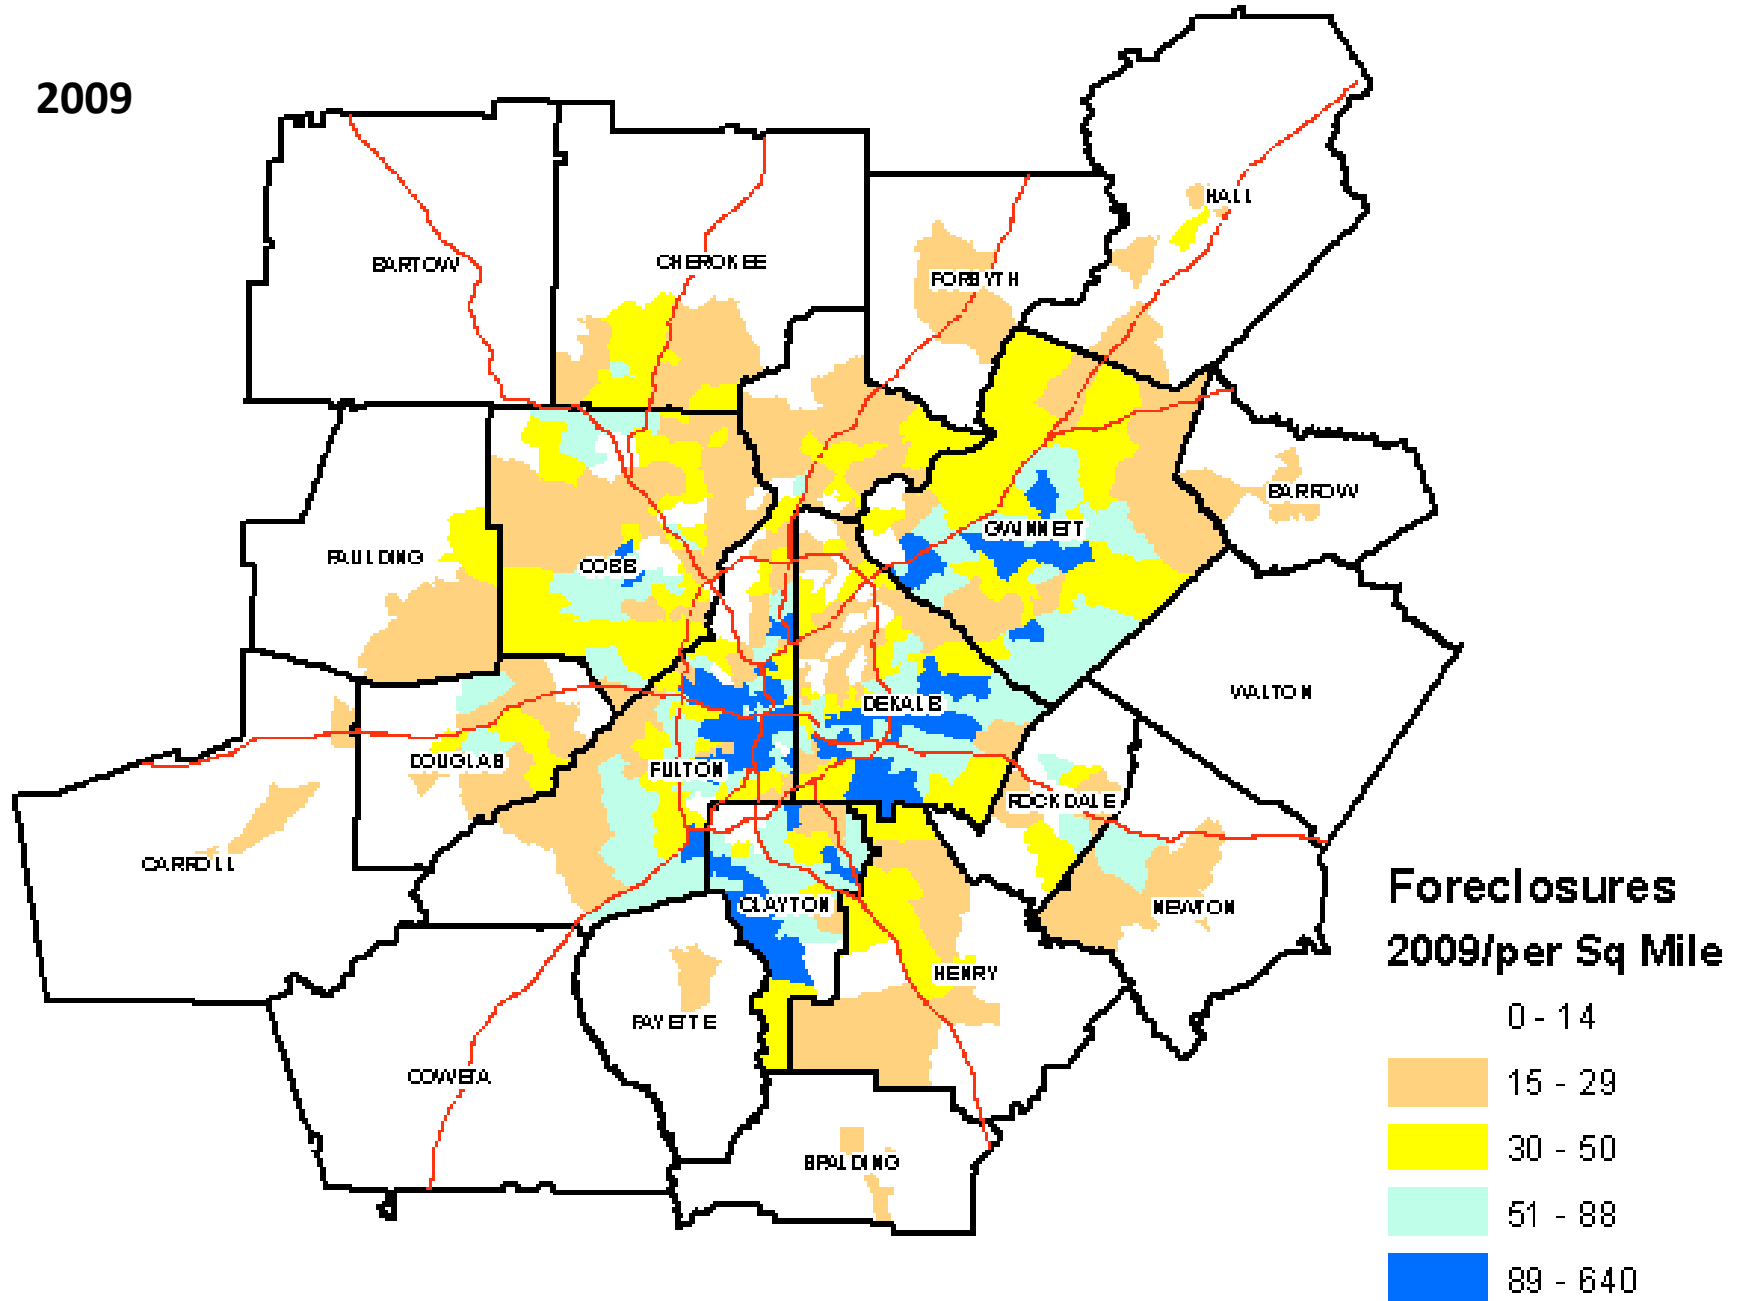 2009
HALL
BARTOW
CHEROKEE
FORSYTH
BARROW
GWINNETT
PAULDING
COBB
WALTON
DEKALB
DOUGLAS
FULTON
ROCKDALE
CARROLL
CLAYTON
NEWTON
HENRY
FAYETTE
COWETA
SPALDING
Foreclosures
2009/per Sq Mile
0 - 14
15 - 29
30 - 50
51 - 88
89 - 640